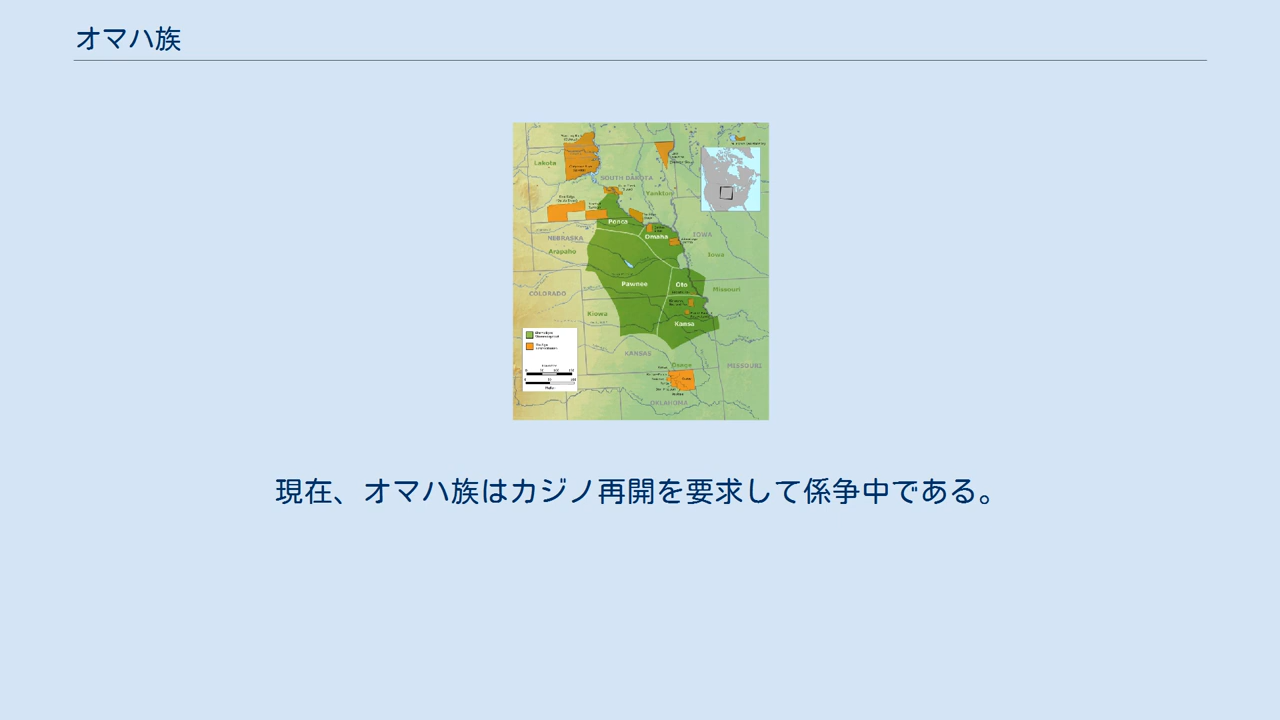 オマハ族
Lakota
SOUTH DAKOTA
Yankton
Ponca
Omaha
NEBRASKA
IOWA
Arapaho
Iowa
Pawnee
Oto
COLORADO
Missouri
Kiowa
Kansa
KANSAS
Osage
MISSOURI
OKLAHOMA
現在、オマハ族はカジノ再開を要求して係争中である。